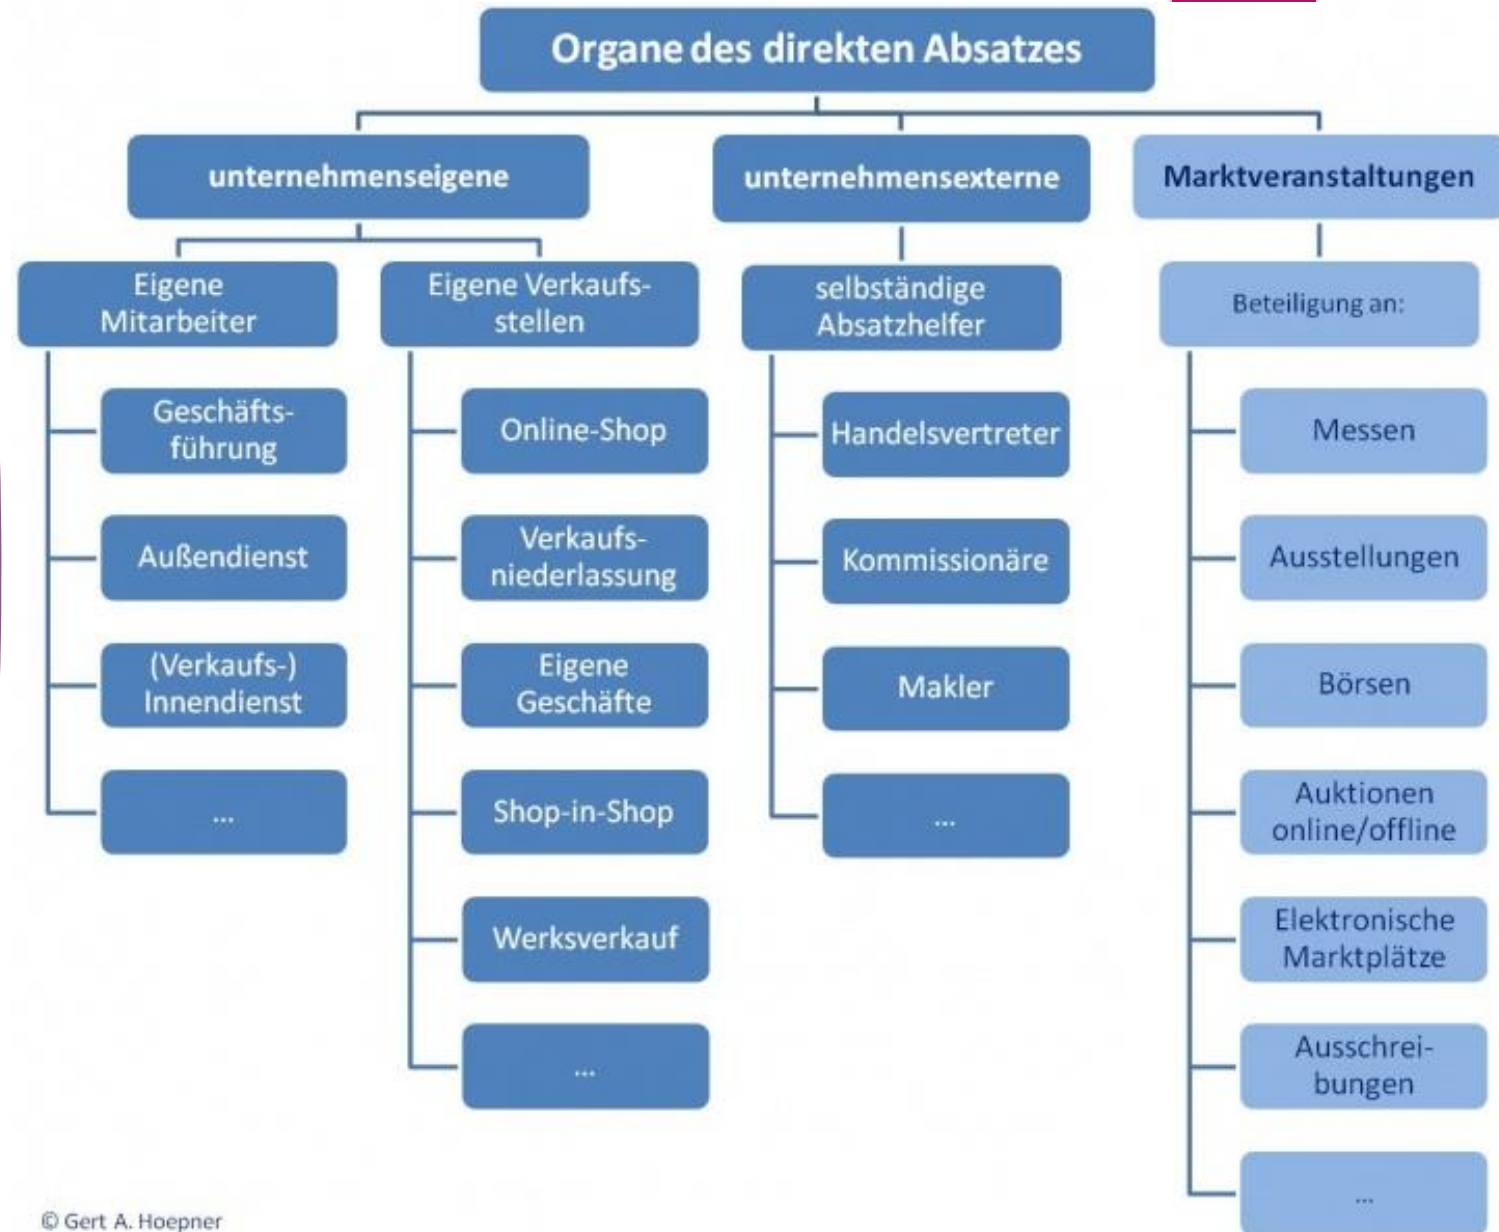 Organe des direkten Absatzes
unternehmenseigene
unternehmensexterne
Marktveranstaltungen
Eigene
Mitarbeiter
Geschäfts-
führung
Außendienst
(Verkaufs-)
Innendienst
...
Eigene Verkaufs-
stellen
Online-Shop
Verkaufs-
niederlassung
Eigene
Geschäfte
Shop-in-Shop
Werksverkauf
...
selbständige
Absatzhelfer
Handelsvertreter
Kommissionäre
Makler
...
Beteiligung an:
Messen
Ausstellungen
Börsen
Auktionen
online/offline
Elektronische
Marktplätze
Ausschrei-
bungen
...
© Gert A. Hoepner